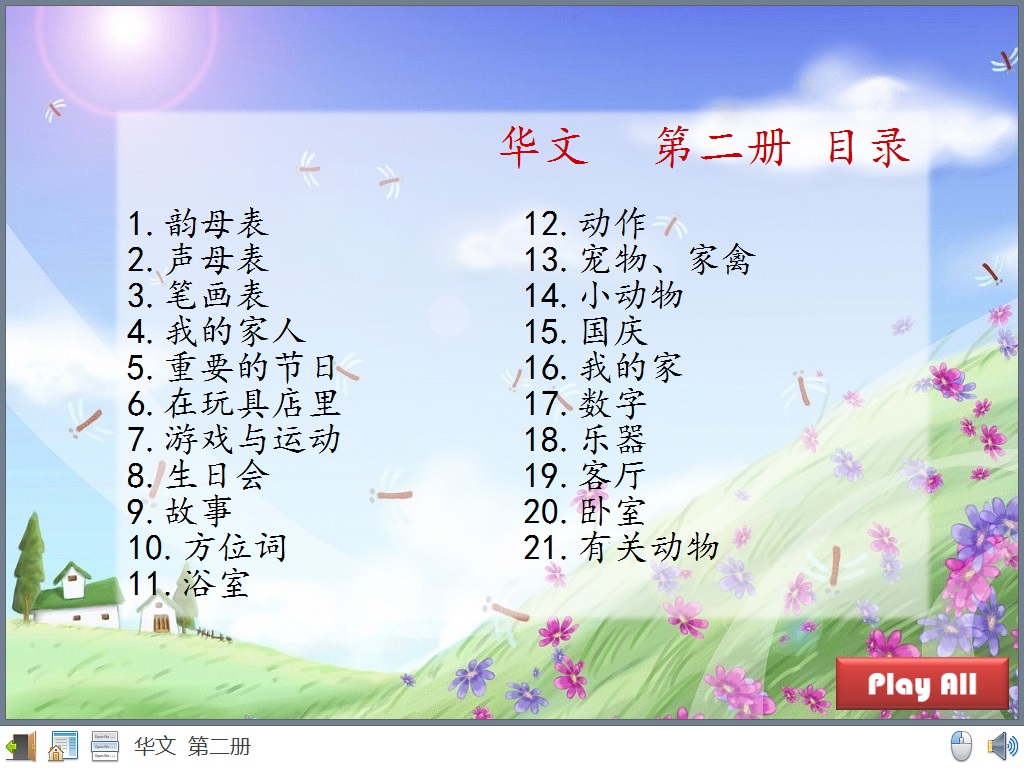 华文 第二册 目录
1.韵母表
2.声母表
3.笔画表
4.我的家人
5.重要的节日
6.在玩具店里
7.游戏与运动
8.生日会
9.故事
10.方位词
11.浴室
12.动作
13.宠物、家禽
14.小动物
15.国庆
16.我的家
17.数字
18.乐器
19.客厅
20.卧室
21.有关动物
Play All
华文 第二册